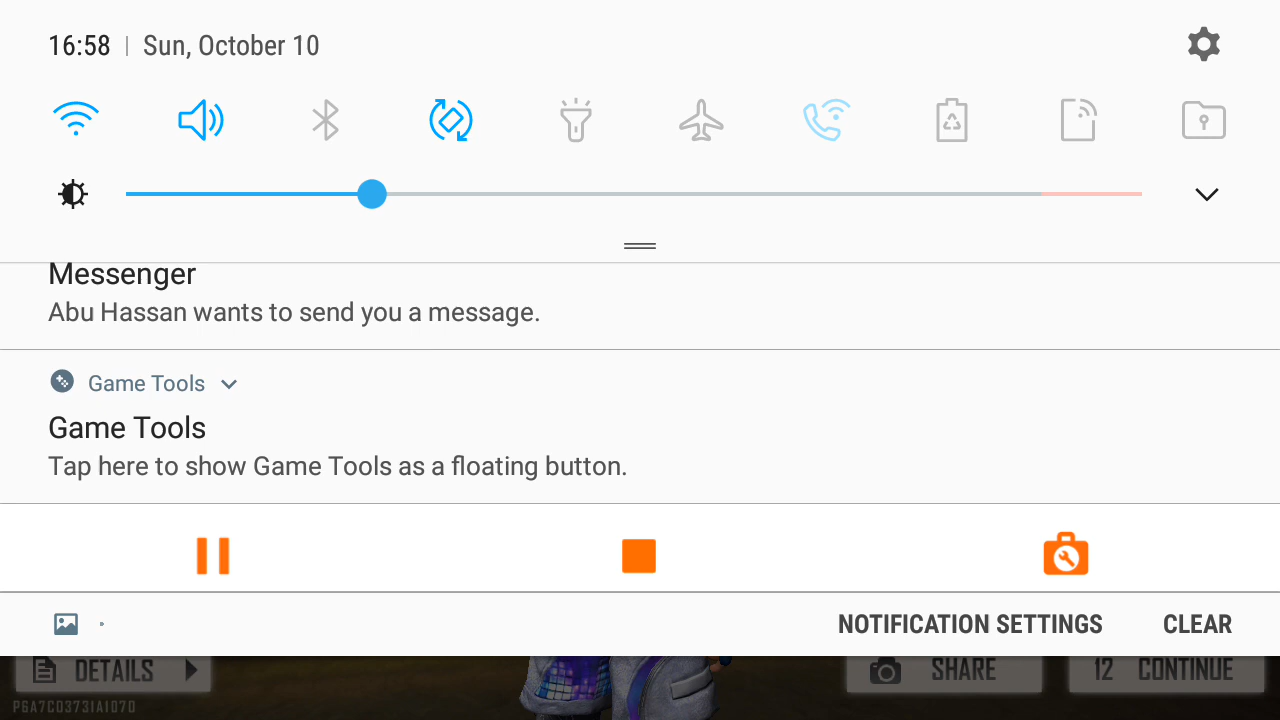 16:58 | Sun, October 10
Messenger
Abu Hassan wants to send you a message.
Game Tools
Game Tools
Tap here to show Game Tools as a floating button.
NOTIFICATION SETTINGS CLEAR
DETAILS SHARE 12 CONTINUE